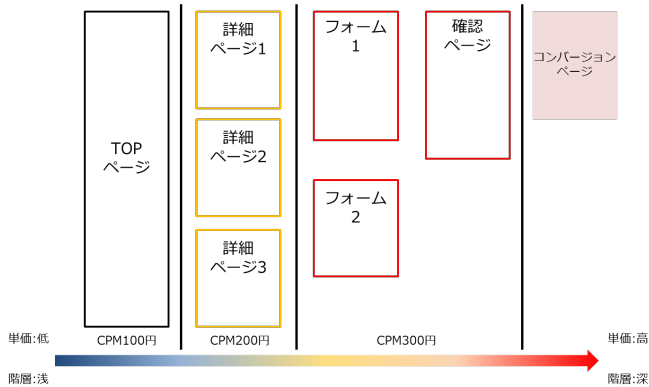 TOP
ページ
詳細
ページ1
詳細
ページ2
詳細
ページ3
フォーム
1
フォーム
2
確認
ページ
コンバージョン
ページ
単価:低
CPM100円
CPM200円
CPM300円
単価:高
階層:浅
階層:深